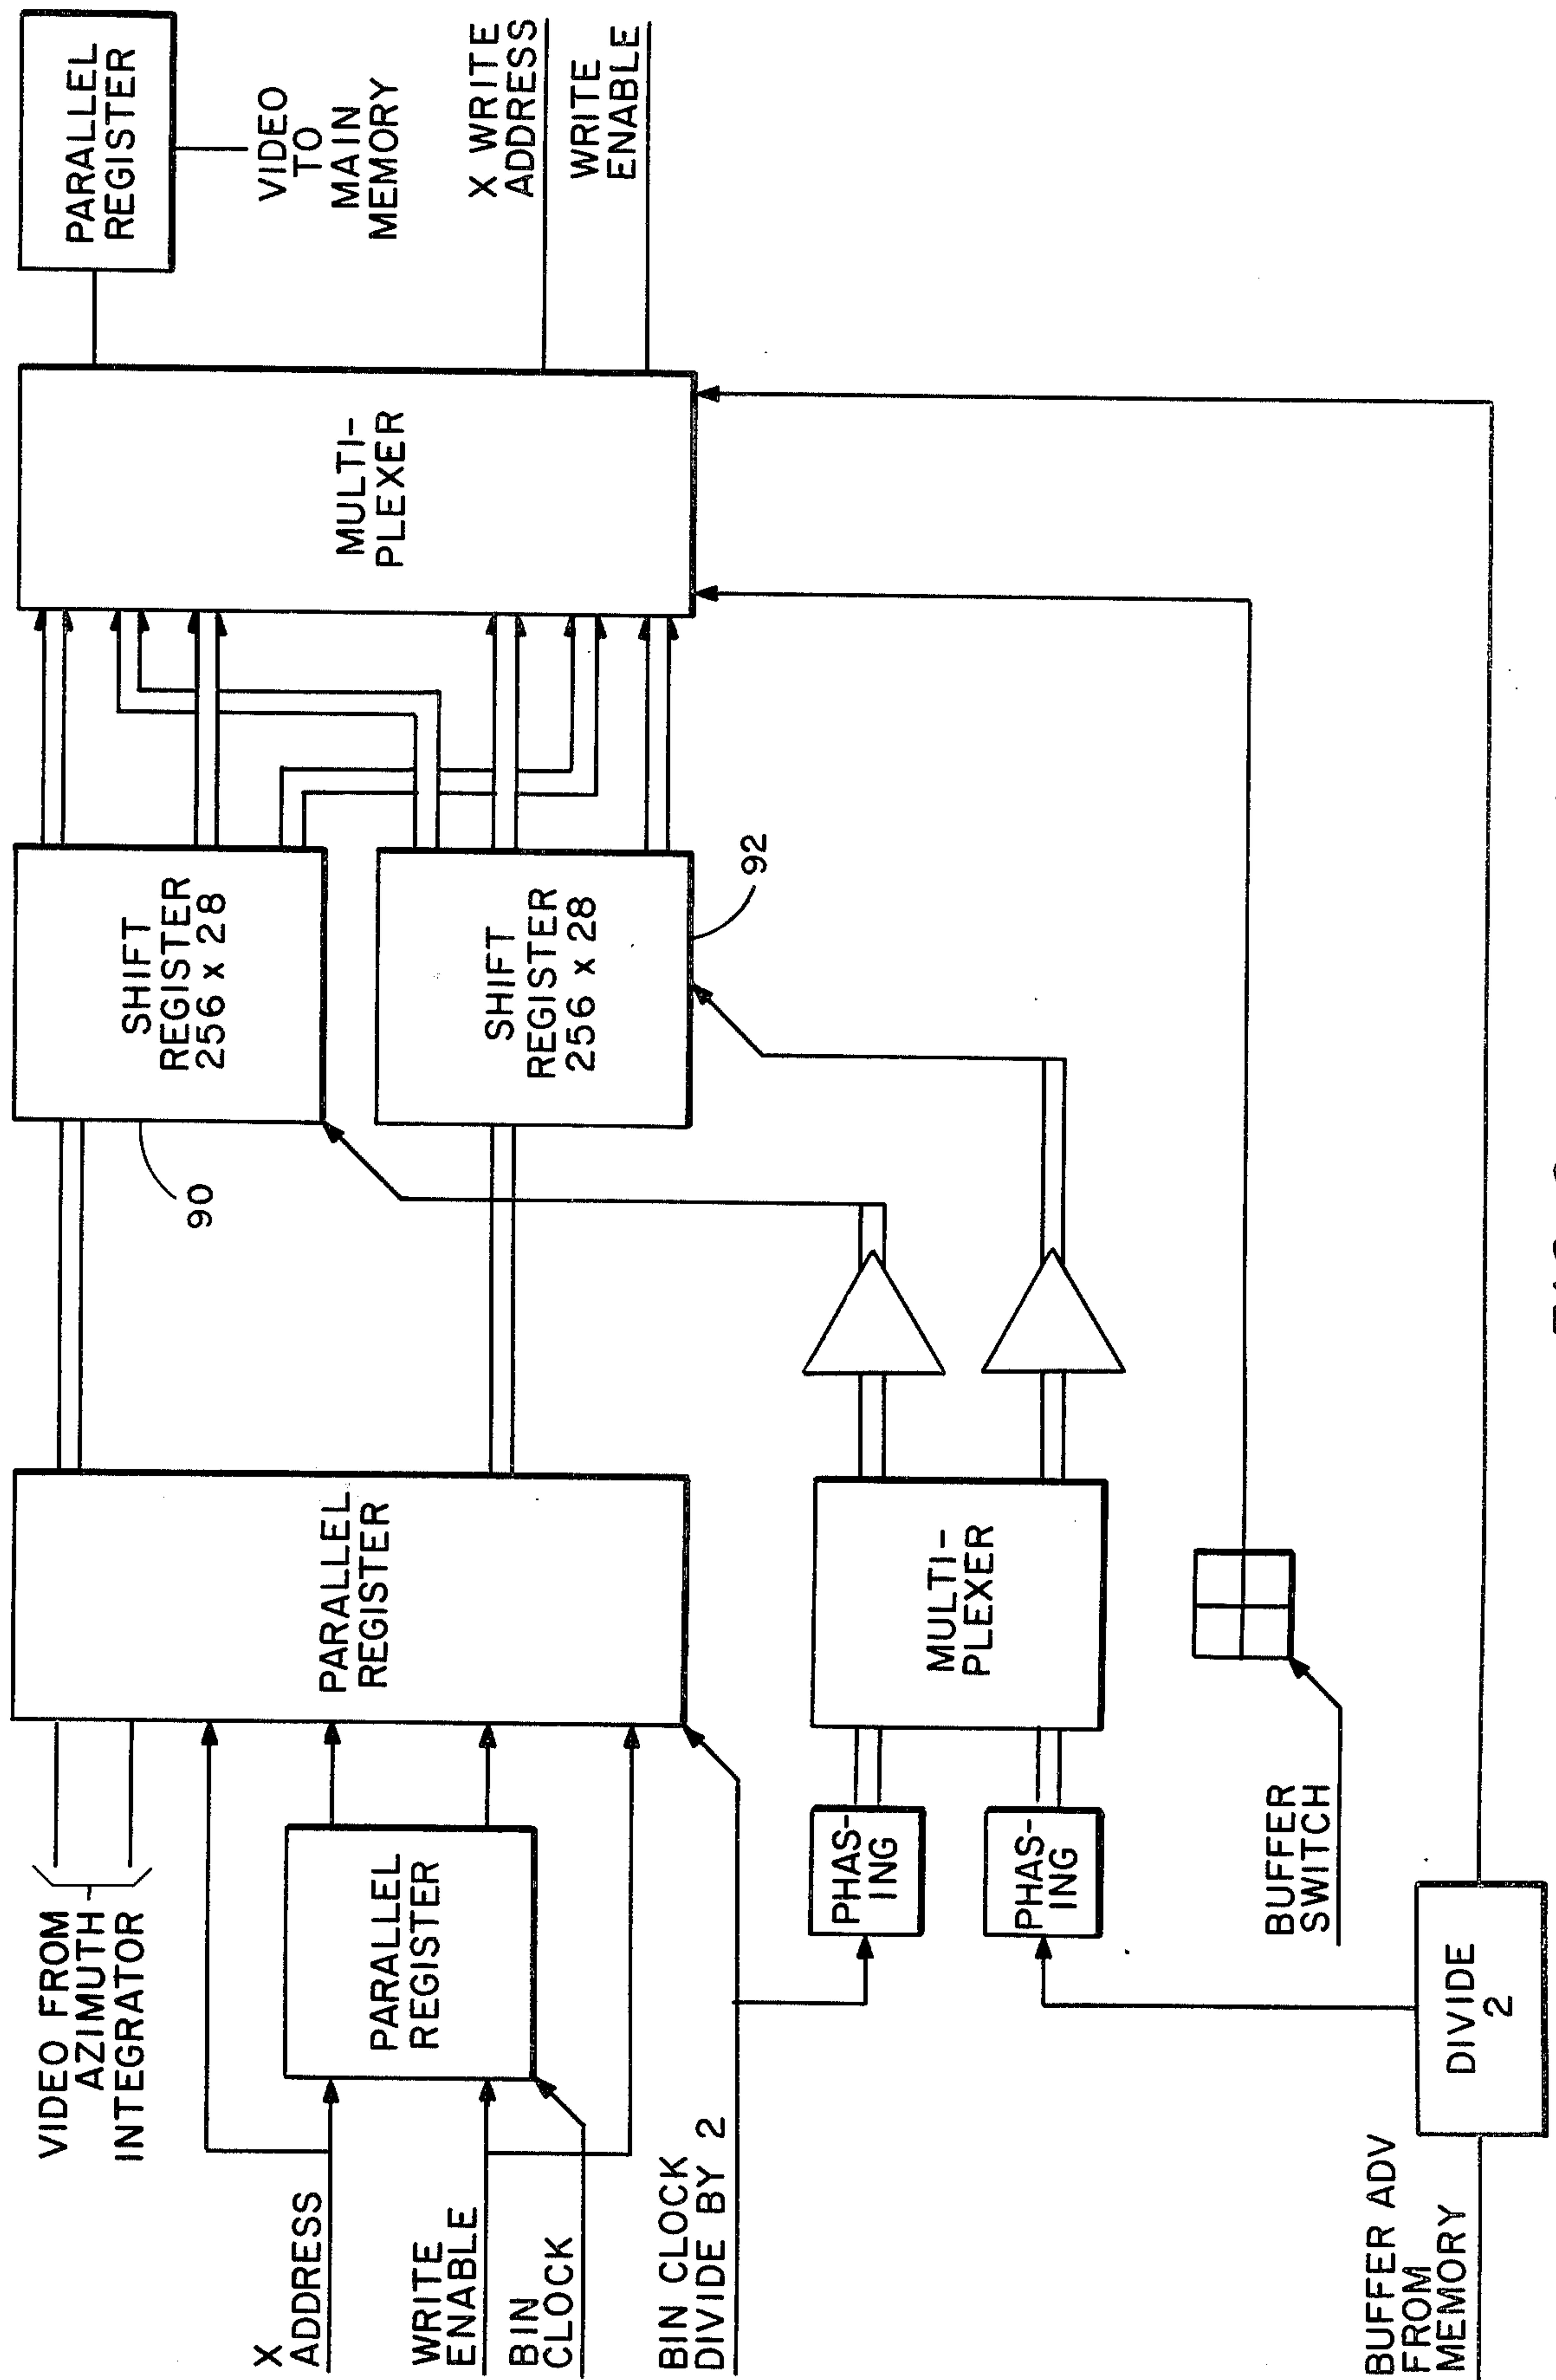 VIDEO FROM
AZIMUTH
INTEGRATOR
X
ADDRESS
WRITE
ENABLE
BIN
CLOCK
BIN CLOCK
DIVIDE BY 2
BUFFER ADV
FROM
MEMORY
PARALLEL
REGISTER
PARALLEL
REGISTER
PHAS-
ING
PHAS-
ING
DIVIDE
2
BUFFER
SWITCH
MULTI-
PLEXER
90
SHIFT
REGISTER
256 x 28
SHIFT
REGISTER
256 x 28
92
MULTI-
PLEXER
PARALLEL
REGISTER
VIDEO
TO
MAIN
MEMORY
X WRITE
ADDRESS
WRITE
ENABLE